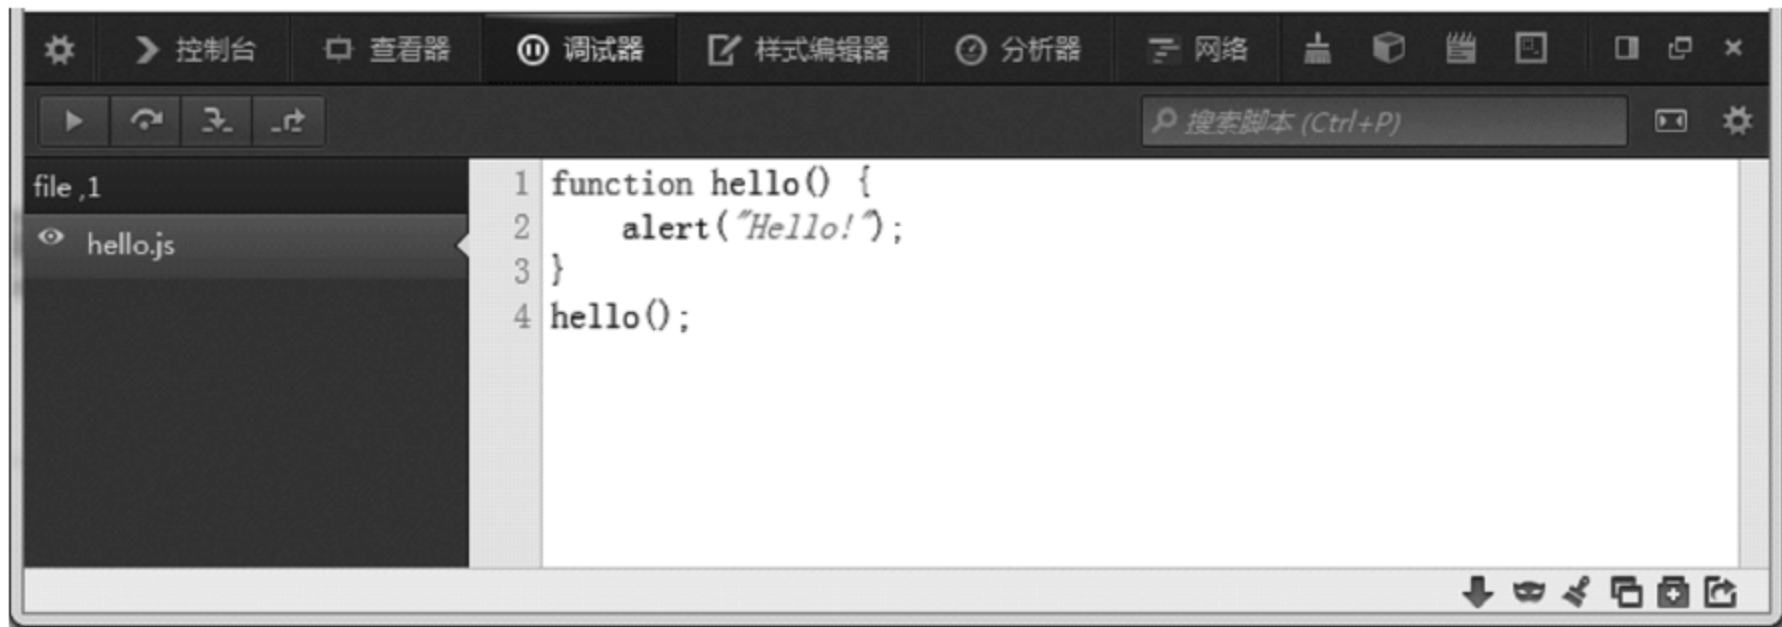 控制台 查看器 调试器 样式编辑器 分析器 网络
搜索脚本 (Ctrl+P)
file ,1
hello.js
1 function hello() {
2     alert("Hello!");
3 }
4 hello();